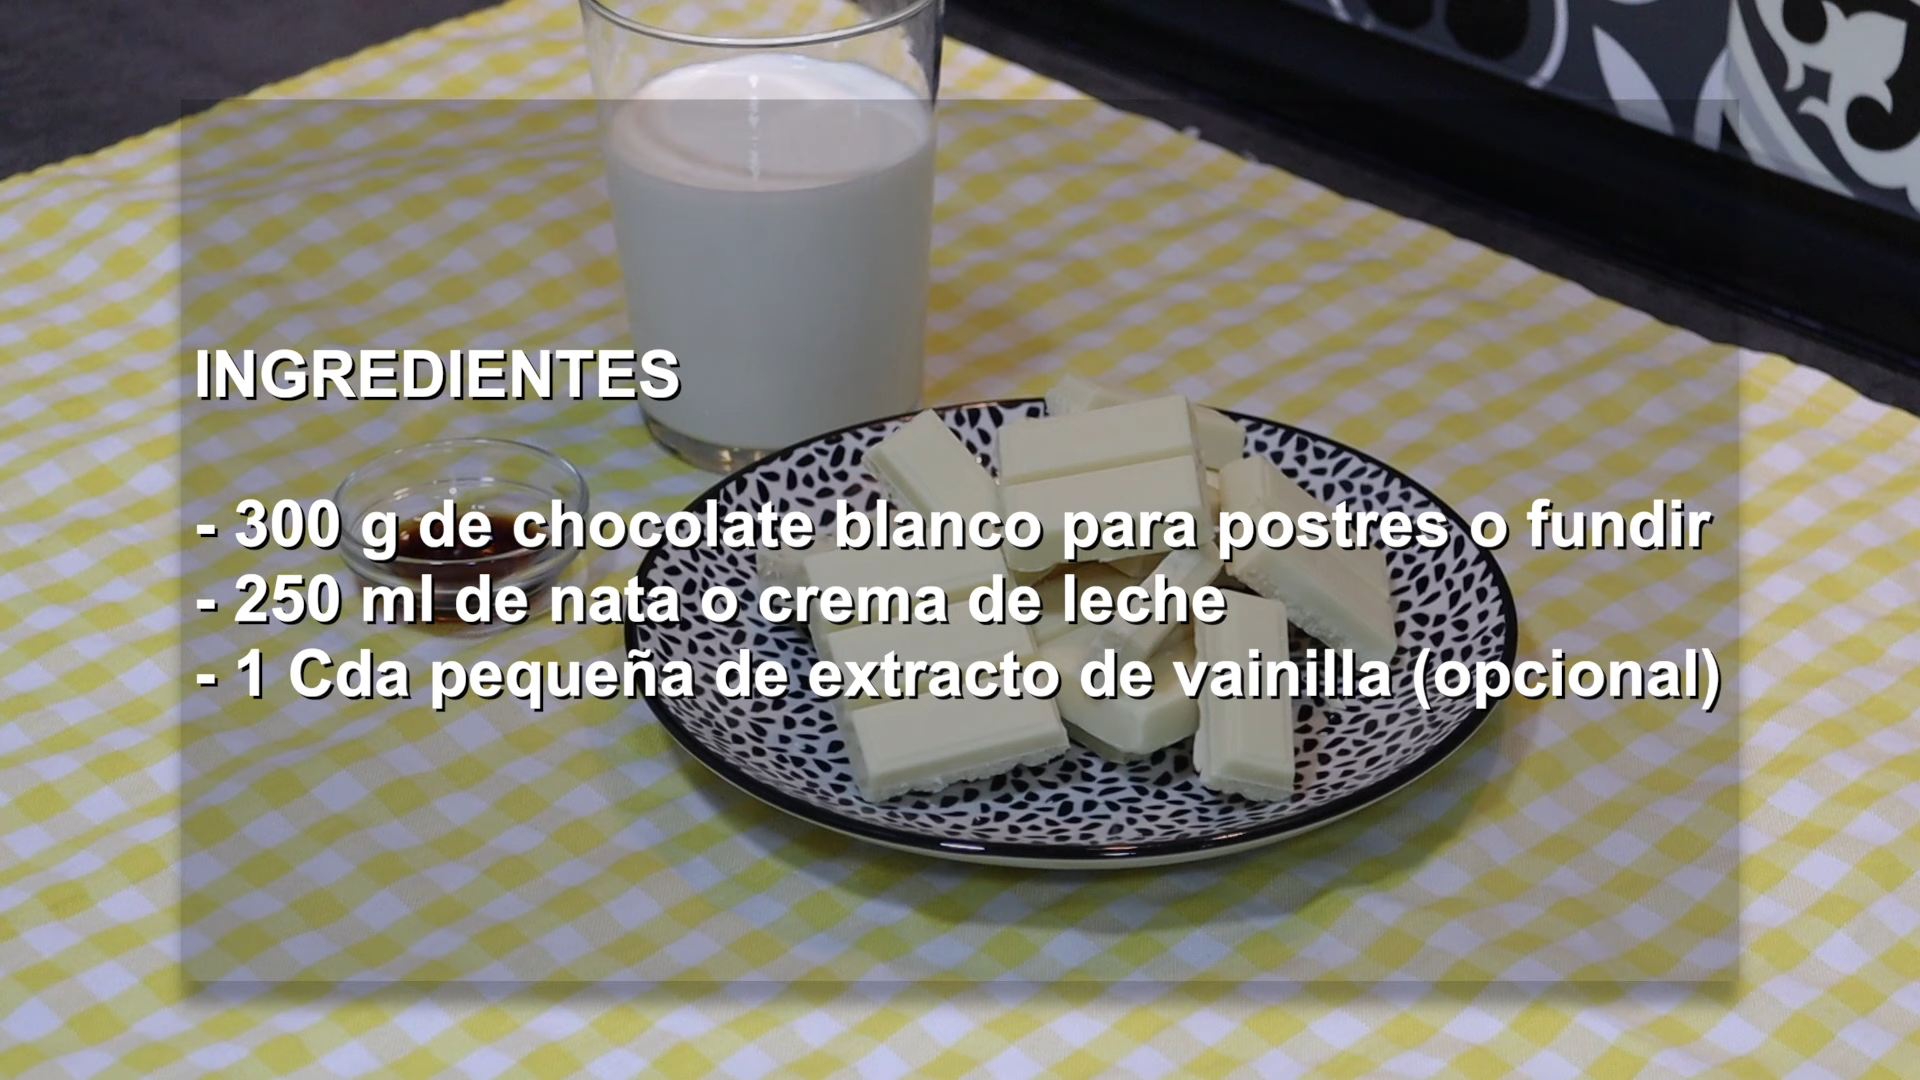 INGREDIENTES
- 300 g de chocolate blanco para postres o fundir
- 250 ml de nata o crema de leche
- 1 Cda pequeña de extracto de vainilla (opcional)